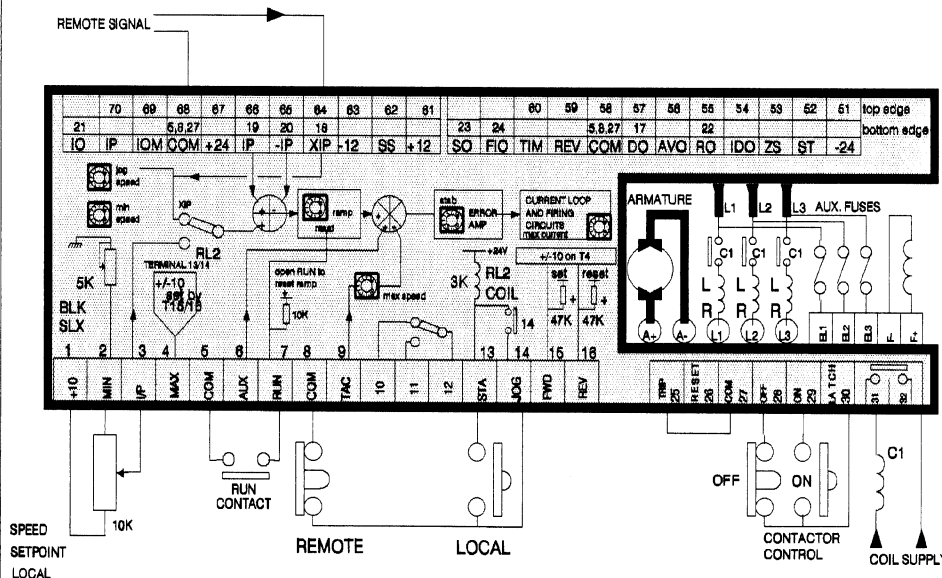 REMOTE SIGNAL
70 69 68 67 66 65 64 63 62 61 60 59 58 57 56 55 54 53 52 51 top edge
21 5,8,27 19 20 18 23 24 5,8,27 17 22 bottom edge
IO IP IOM COM +24 IP -IP XIP -12 SS +12 SO FIO TIM REV COM DO AVO RO IDO ZS ST -24
jog speed
min speed
XIP
RL2
ramp
stab
ERROR AMP
CURRENT LOOP
AND FIRING
CIRCUITS
max current
ARMATURE
L1 L2 L3 AUX. FUSES
C1 C1 C1
L L L
R R R
A+ A- L1 L2 L3 EL1 EL2 EL3 F- F+
TERMINAL 13/14
+/-10
set by
T15/16
5K
BLK
SLX
open RUN to
reset ramp
10K
max speed
+24V
3K
RL2
COIL
14
+/-10 on T4
set reset
47K 47K
1 2 3 4 5 6 7 8 9 10 11 12 13 14 15 16
+10 MIN I/P MAX COM AUX RUN COM TAC STA JOG FWD REV
TRIP 25 RESET 26 COM 27 OFF 28 ON 29 LATCH 30 31 32
10K
RUN
CONTACT
REMOTE
LOCAL
OFF
ON
C1
CONTACTOR
CONTROL
COIL SUPPLY
SPEED
SETPOINT
LOCAL